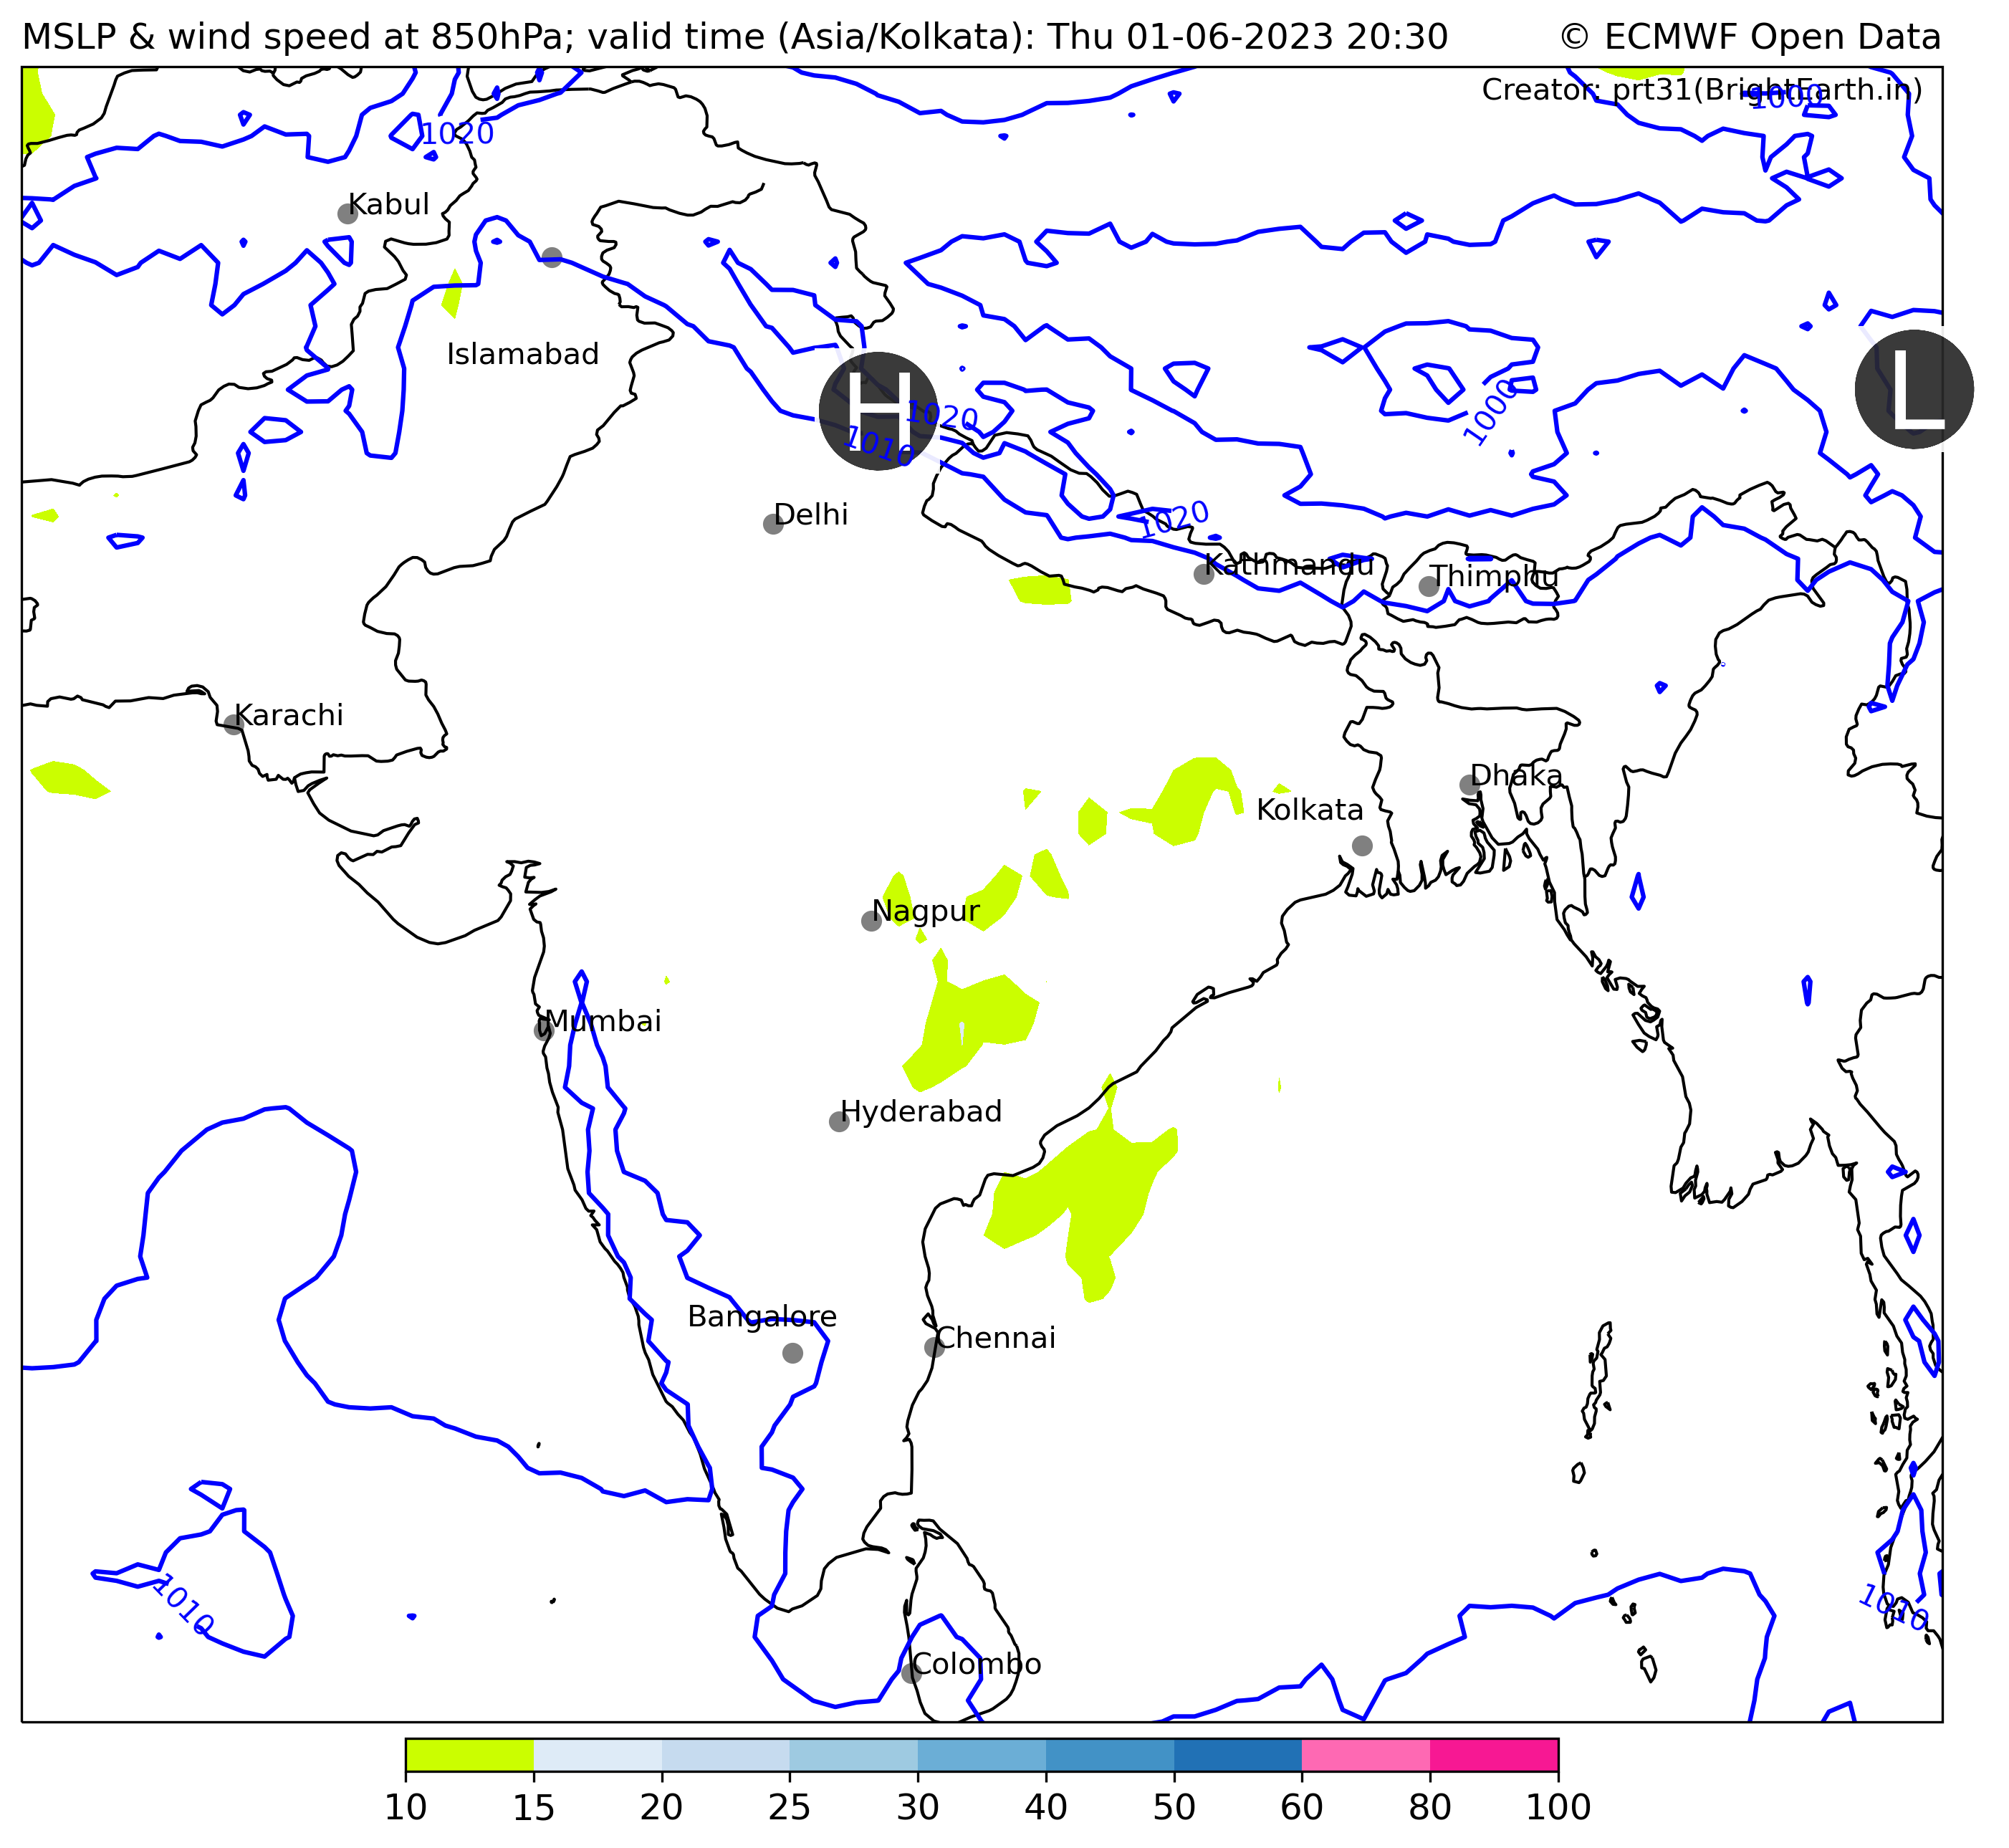 MSLP & wind speed at 850hPa; valid time (Asia/Kolkata): Thu 01-06-2023 20:30
© ECMWF Open Data
Creator: prt31(BrightEarth.in)
1000
1020
Kabul
Islamabad
L
H
1020
1010
1000
Delhi
1020
Kathmandu
Thimphu
Karachi
Dhaka
Kolkata
Nagpur
Mumbai
Hyderabad
Bangalore
Chennai
1010
1010
Colombo
10 15 20 25 30 40 50 60 80 100